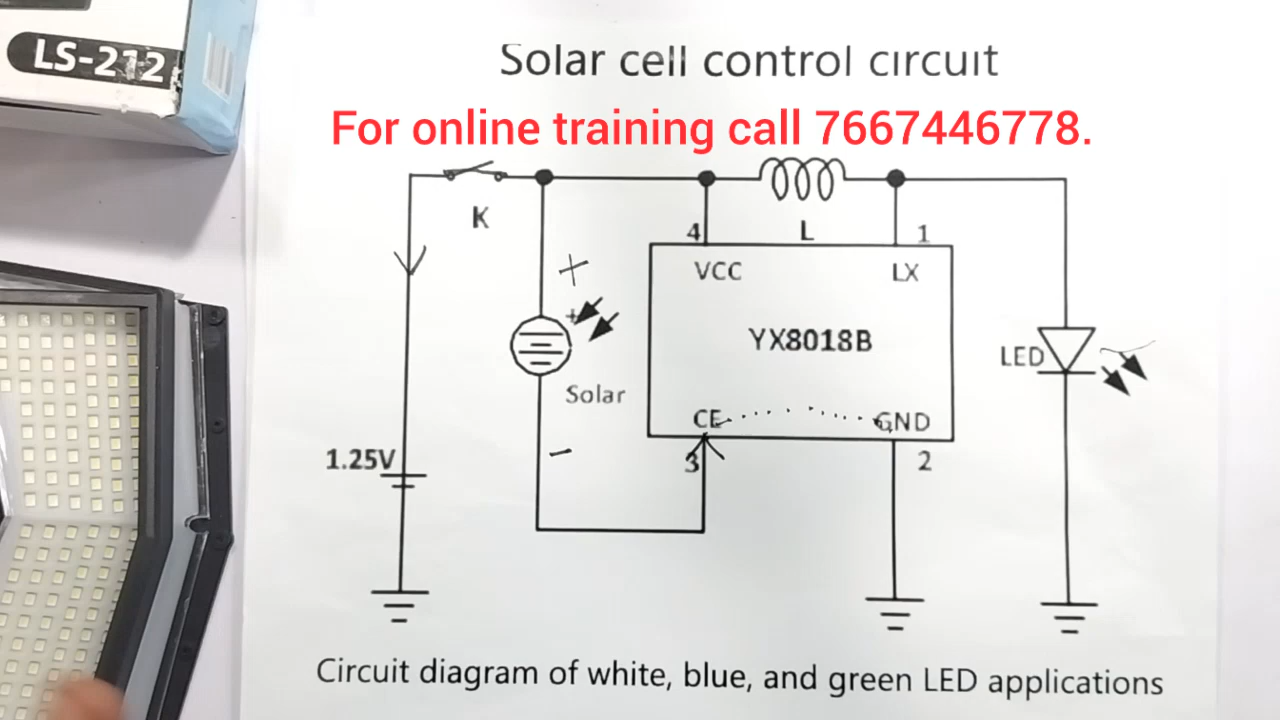 LS-212
Solar cell control circuit
For online training call 7667446778.
K
4
L
1
VCC
LX
+
+
YX8018B
LED
Solar
CE
GND
-
1.25V
3
2
Circuit diagram of white, blue, and green LED applications